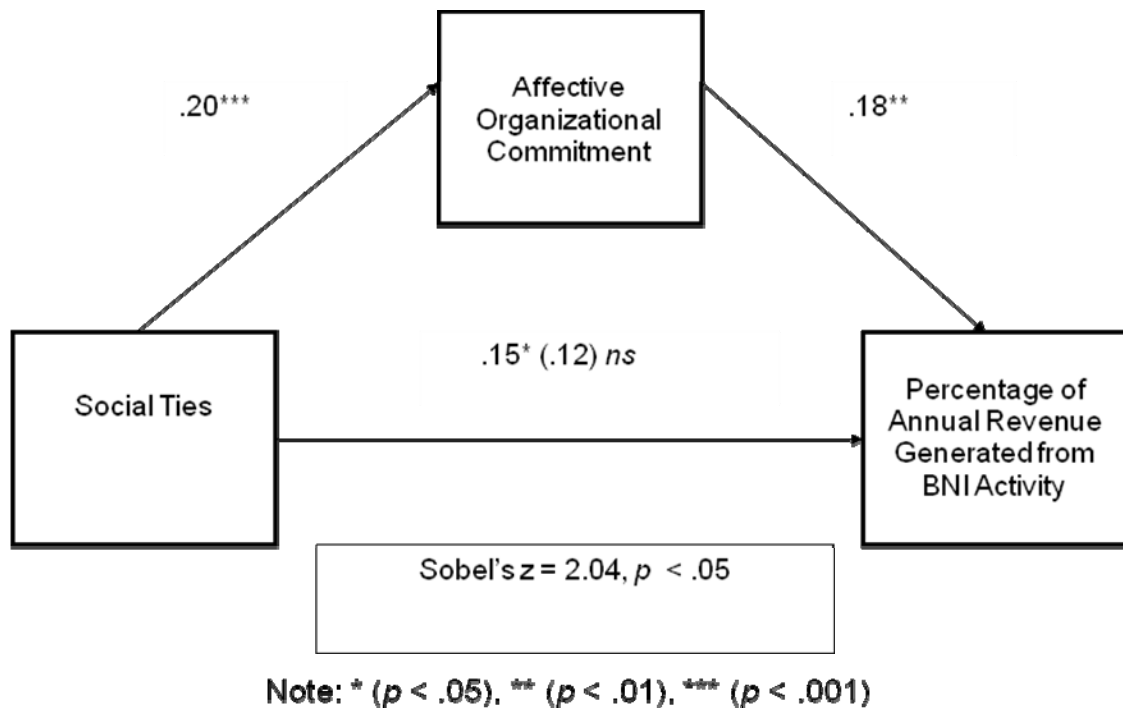 Affective
Organizational
Commitment
.20***
.18**
.15* (.12) ns
Social Ties
Percentage of
Annual Revenue
Generated from
BNI Activity
Sobel's z = 2.04, p < .05
Note: * (p < .05), ** (p < .01), *** (p < .001)